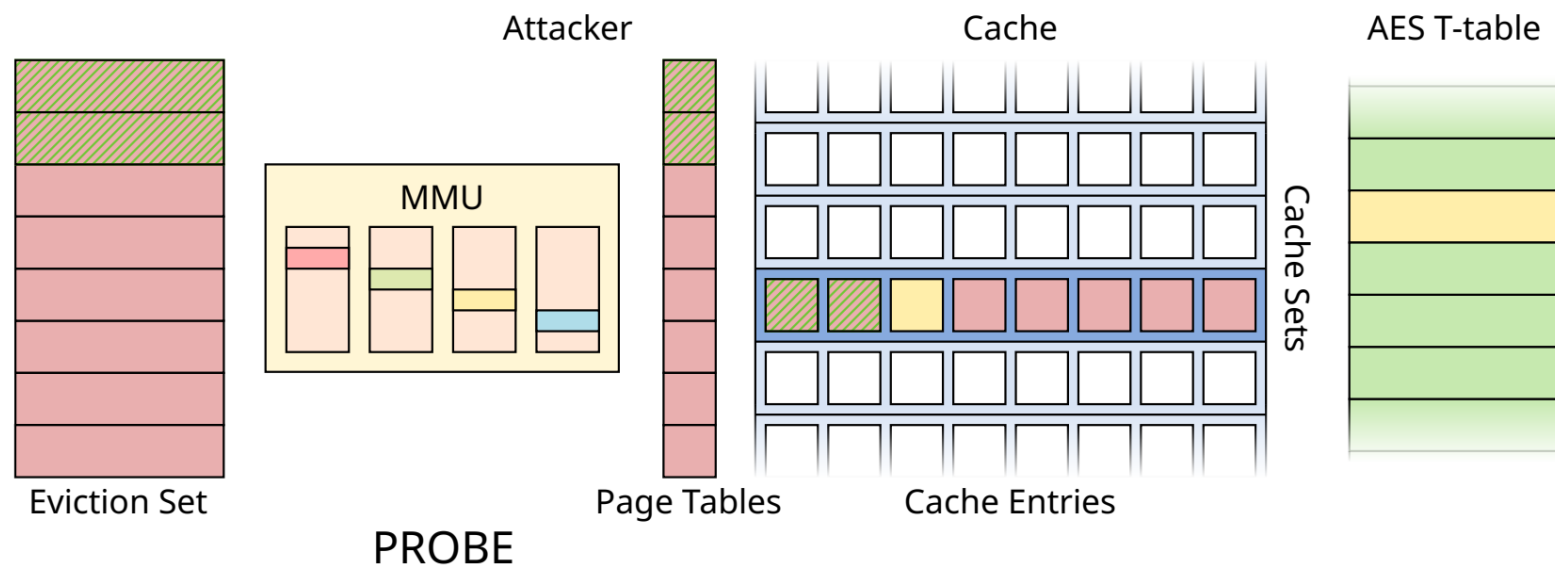 Attacker
Cache
AES T-table
MMU
Cache Sets
Eviction Set
Page Tables
Cache Entries
PROBE